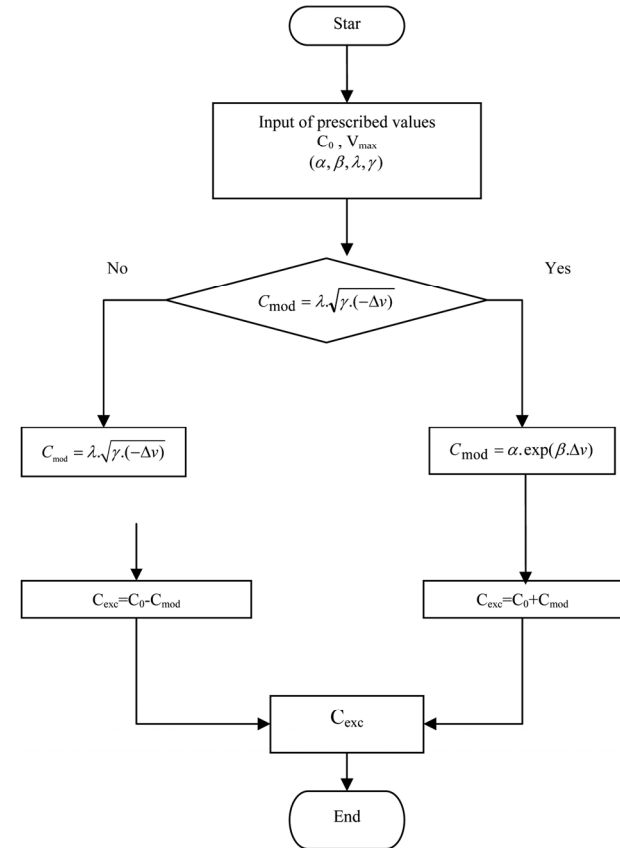 Star
Input of prescribed values
C₀ , Vₘₐₓ
(α, β, λ, γ)
No
Yes
C_mod = λ.√γ.(−Δv)
C_mod = λ.√γ.(−Δv)
C_mod = α.exp(β.Δv)
C_exc=C₀-C_mod
C_exc=C₀+C_mod
C_exc
End